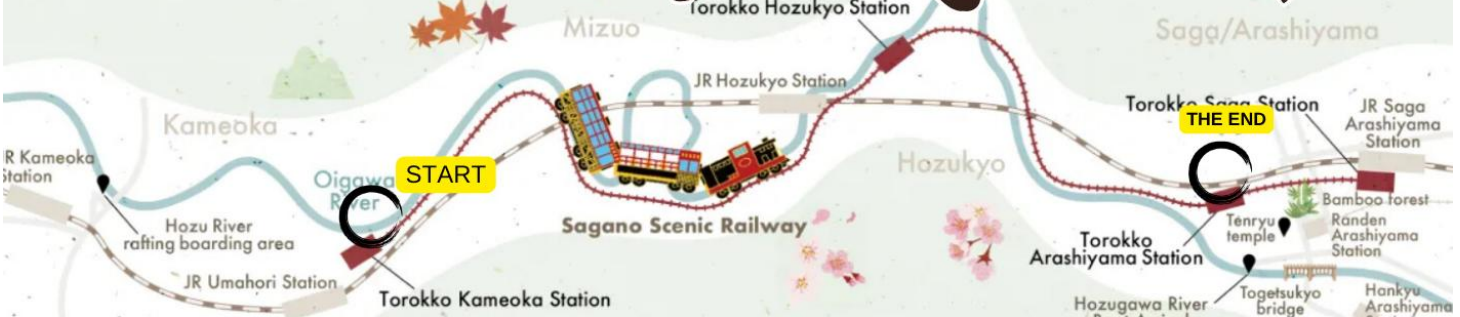 Torokko Hozukyo Station
Mizuo
Saga/Arashiyama
JR Hozukyo Station
Torokko Saga Station
THE END
JR Saga
Arashiyama
Station
Kameoka
R Kameoka
Station
START
Oigawa
River
Hozukyo
Hozu River
rafting boarding area
Sagano Scenic Railway
Bamboo forest
Tenryu
temple
Randen
Arashiyama
Station
Torokko
Arashiyama Station
JR Umahori Station
Torokko Kameoka Station
Togetsukyo
bridge
Hankyu
Arashiyama
Hozugawa River